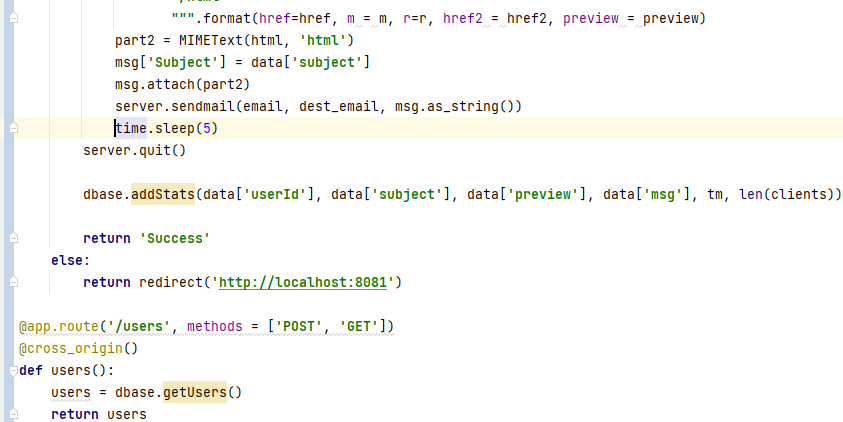 """.format(href=href, m = m, r=r, href2 = href2, preview = preview)
part2 = MIMEText(html, 'html')
msg['Subject'] = data['subject']
msg.attach(part2)
server.sendmail(email, dest_email, msg.as_string())
time.sleep(5)
server.quit()
dbase.addStats(data['userId'], data['subject'], data['preview'], data['msg'], tm, len(clients))
return 'Success'
else:
return redirect('http://localhost:8081')
@app.route('/users', methods = ['POST', 'GET'])
@cross_origin()
def users():
users = dbase.getUsers()
return users